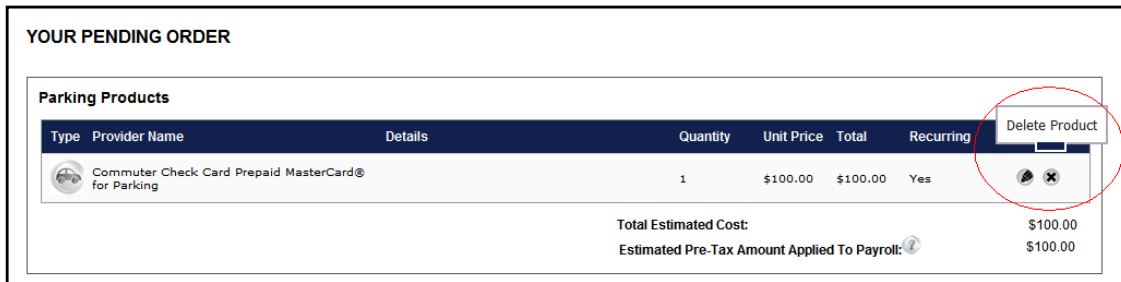 YOUR PENDING ORDER
Parking Products
Delete Product
Type Provider Name Details Quantity Unit Price Total Recurring
Commuter Check Card Prepaid MasterCard®
for Parking 1 $100.00 $100.00 Yes
Total Estimated Cost: $100.00
Estimated Pre-Tax Amount Applied To Payroll: ? $100.00